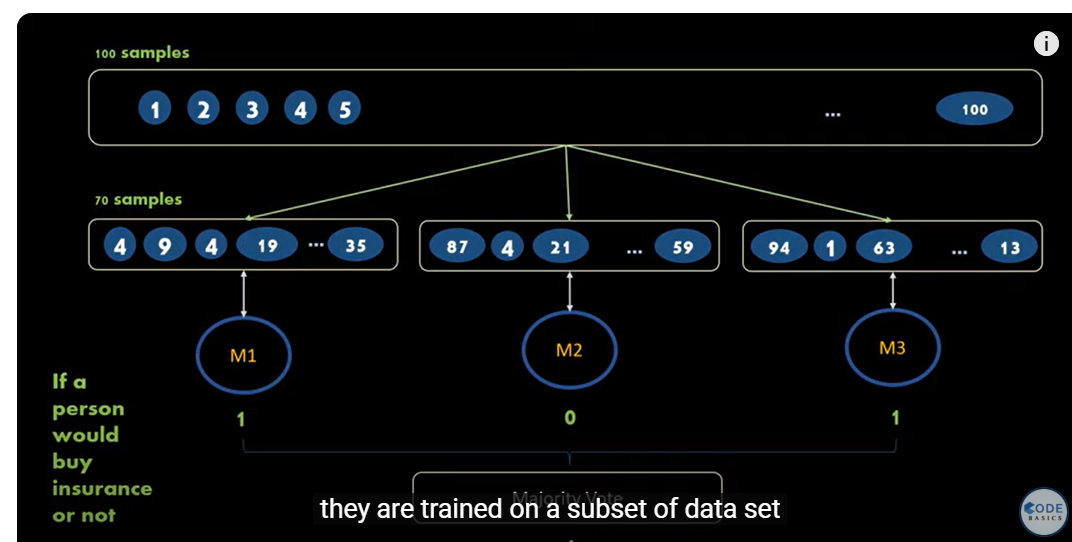 100 samples
1 2 3 4 5 ... 100
70 samples
4 9 4 19 ... 35
87 4 21 ... 59
94 1 63 ... 13
M1 M2 M3
1 0 1
If a
person
would
buy
insurance
or not
Majority Vote
they are trained on a subset of data set
CODE
BASICS
i